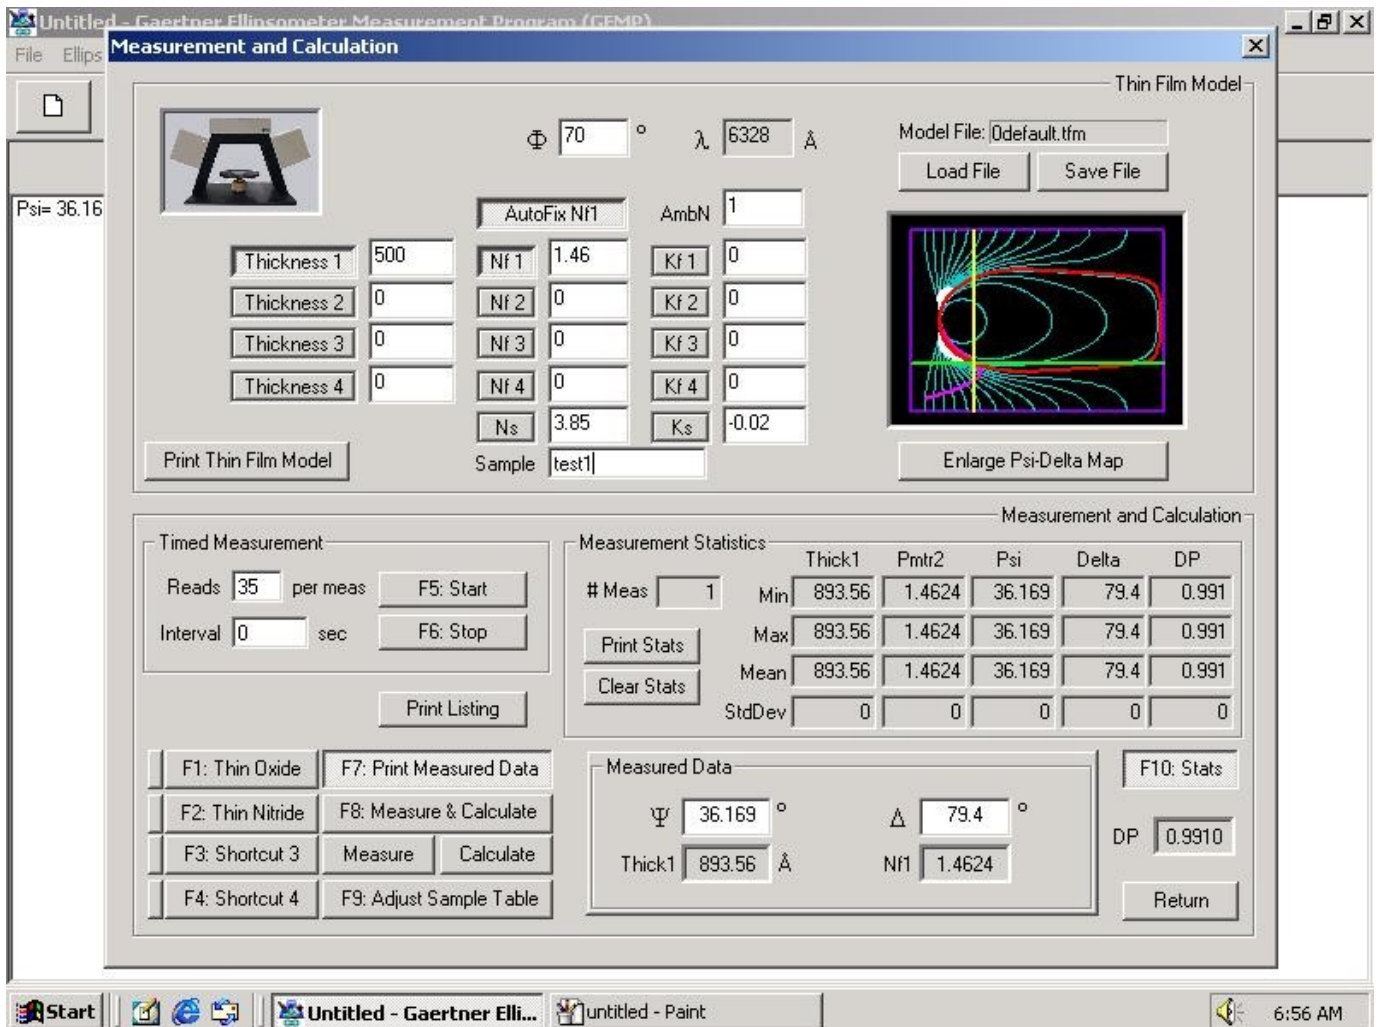 Untitled - Gaertner Ellipsometer Measurement Program (GEMP)
File Ellips
Measurement and Calculation
Thin Film Model
Φ 70 ° λ 6328 Å
Model File: 0default.tfm
Load File Save File
Psi= 36.16
AutoFix Nf1 AmbN 1
Thickness 1 500 Nf 1 1.46 Kf 1 0
Thickness 2 0 Nf 2 0 Kf 2 0
Thickness 3 0 Nf 3 0 Kf 3 0
Thickness 4 0 Nf 4 0 Kf 4 0
Ns 3.85 Ks -0.02
Print Thin Film Model Sample test1 Enlarge Psi-Delta Map
Measurement and Calculation
Timed Measurement
Reads 35 per meas F5: Start
Interval 0 sec F6: Stop
Print Listing
Measurement Statistics
Thick1 Pmtr2 Psi Delta DP
# Meas 1 Min 893.56 1.4624 36.169 79.4 0.991
Print Stats Max 893.56 1.4624 36.169 79.4 0.991
Clear Stats Mean 893.56 1.4624 36.169 79.4 0.991
StdDev 0 0 0 0 0
F1: Thin Oxide F7: Print Measured Data
F2: Thin Nitride F8: Measure & Calculate
F3: Shortcut 3 Measure Calculate
F4: Shortcut 4 F9: Adjust Sample Table
Measured Data
Ψ 36.169 ° Δ 79.4 °
Thick1 893.56 Å Nf1 1.4624
F10: Stats
DP 0.9910
Return
Start Untitled - Gaertner Elli... untitled - Paint 6:56 AM